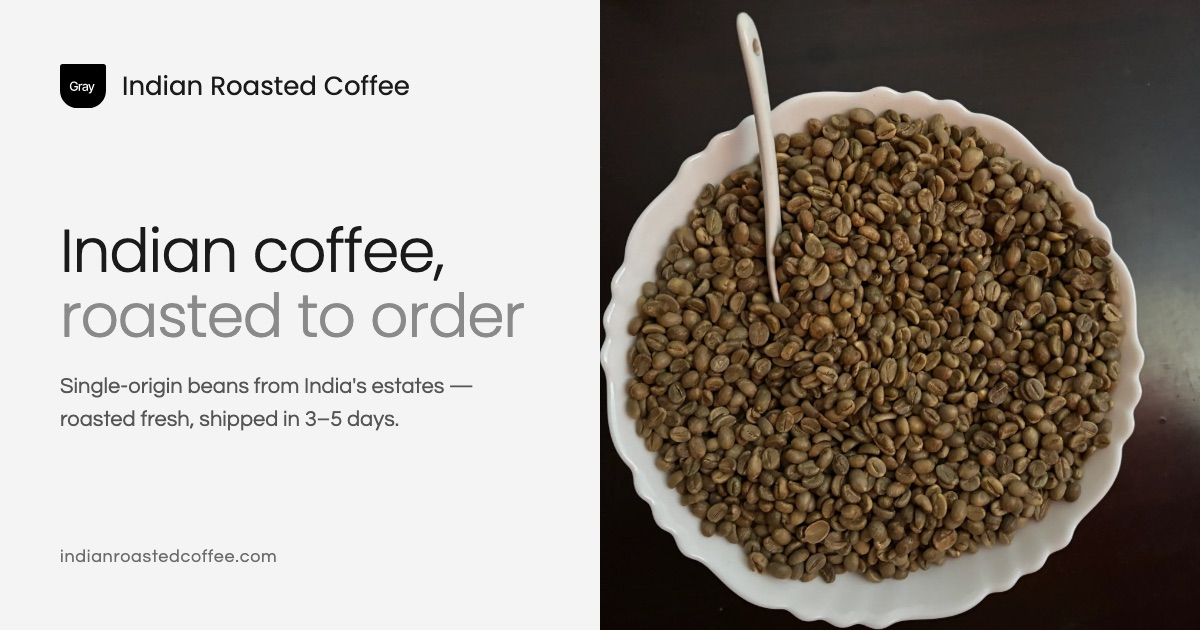 Gray
Indian Roasted Coffee
Indian coffee,
roasted to order
Single-origin beans from India's estates —
roasted fresh, shipped in 3–5 days.
indianroastedcoffee.com